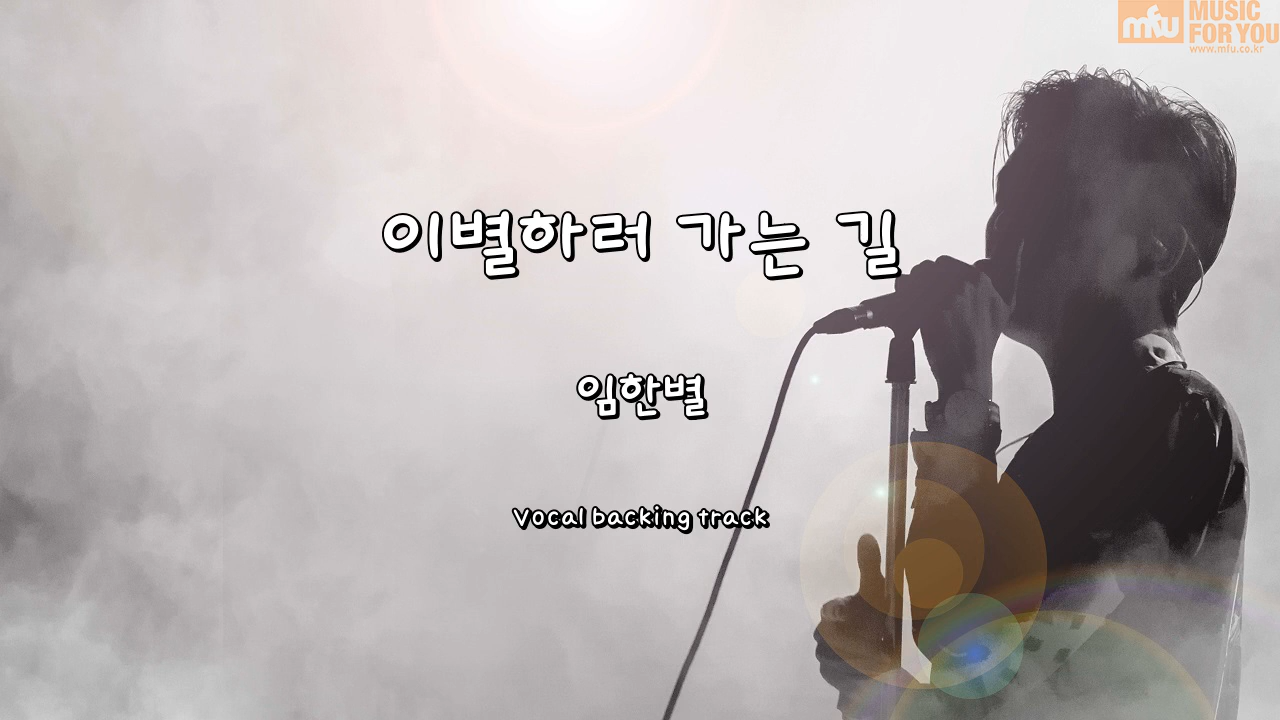 mfu MUSIC
FOR YOU
www.mfu.co.kr
이별하러 가는 길
임한별
Vocal backing track